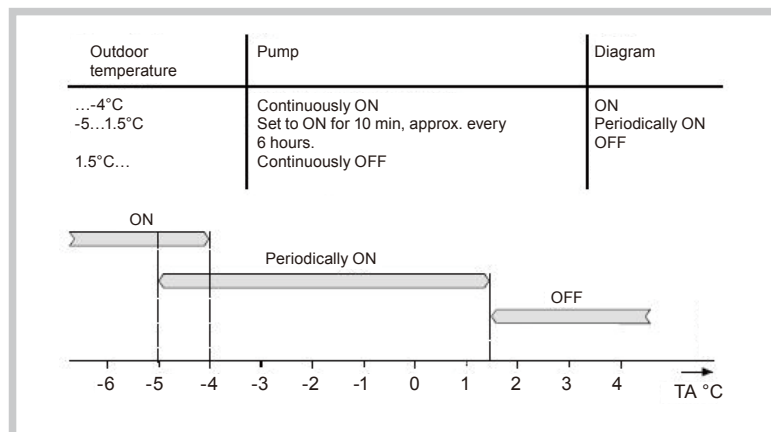 Outdoor temperature
Pump
Diagram
…-4°C
Continuously ON
ON
-5…1.5°C
Set to ON for 10 min, approx. every
Periodically ON
6 hours.
OFF
1.5°C…
Continuously OFF
ON
Periodically ON
OFF
-6 -5 -4 -3 -2 -1 0 1 2 3 4
TA °C